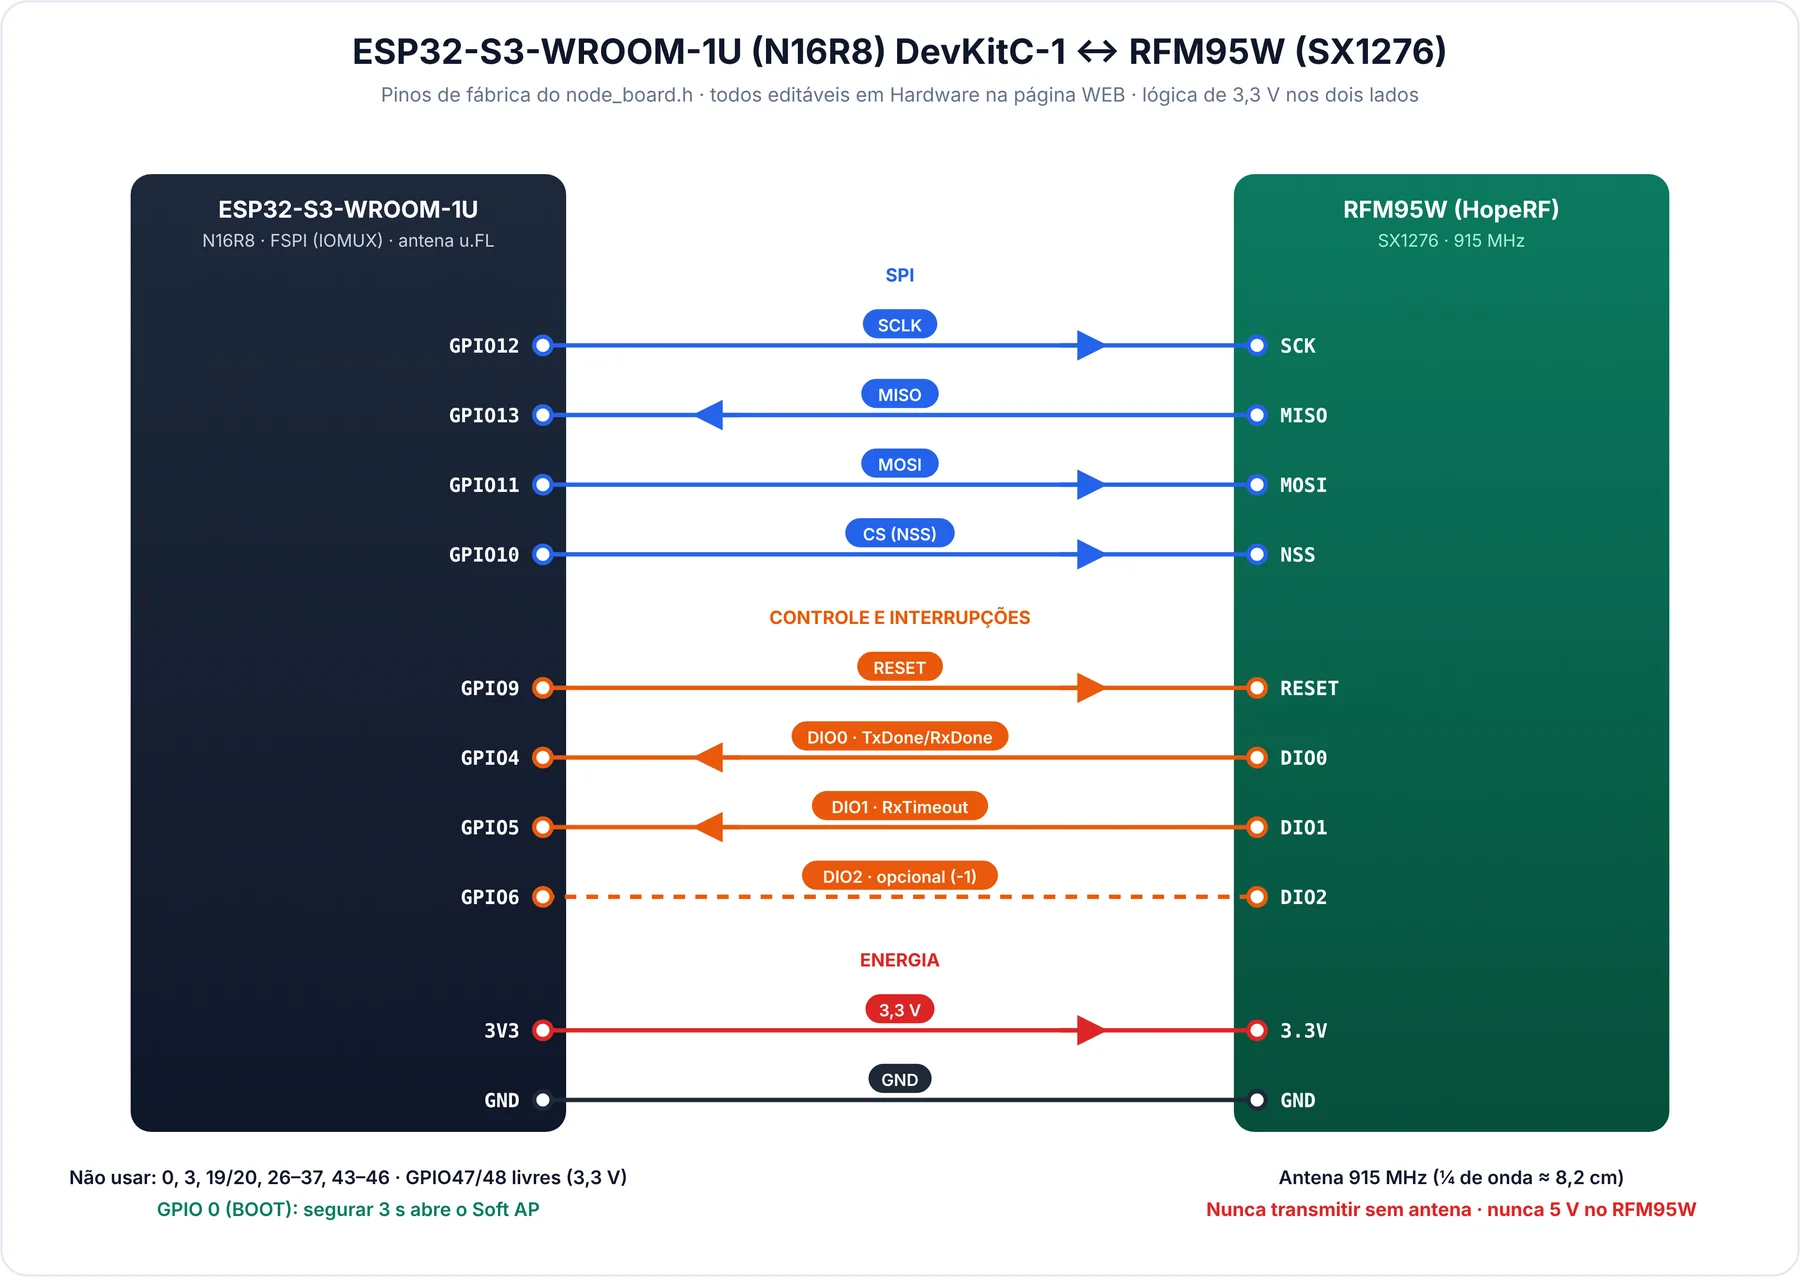 ESP32-S3-WROOM-1U (N16R8) DevKitC-1 ↔ RFM95W (SX1276)
Pinos de fábrica do node_board.h · todos editáveis em Hardware na página WEB · lógica de 3,3 V nos dois lados
ESP32-S3-WROOM-1U
N16R8 · FSPI (IOMUX) · antena u.FL
RFM95W (HopeRF)
SX1276 · 915 MHz
SPI
SCLK
GPIO12
SCK
MISO
GPIO13
MISO
MOSI
GPIO11
MOSI
CS (NSS)
GPIO10
NSS
CONTROLE E INTERRUPÇÕES
RESET
GPIO9
RESET
DIO0 · TxDone/RxDone
GPIO4
DIO0
DIO1 · RxTimeout
GPIO5
DIO1
DIO2 · opcional (-1)
GPIO6
DIO2
ENERGIA
3,3 V
3V3
3.3V
GND
GND
GND
Não usar: 0, 3, 19/20, 26–37, 43–46 · GPIO47/48 livres (3,3 V)
GPIO 0 (BOOT): segurar 3 s abre o Soft AP
Antena 915 MHz (¼ de onda ≈ 8,2 cm)
Nunca transmitir sem antena · nunca 5 V no RFM95W